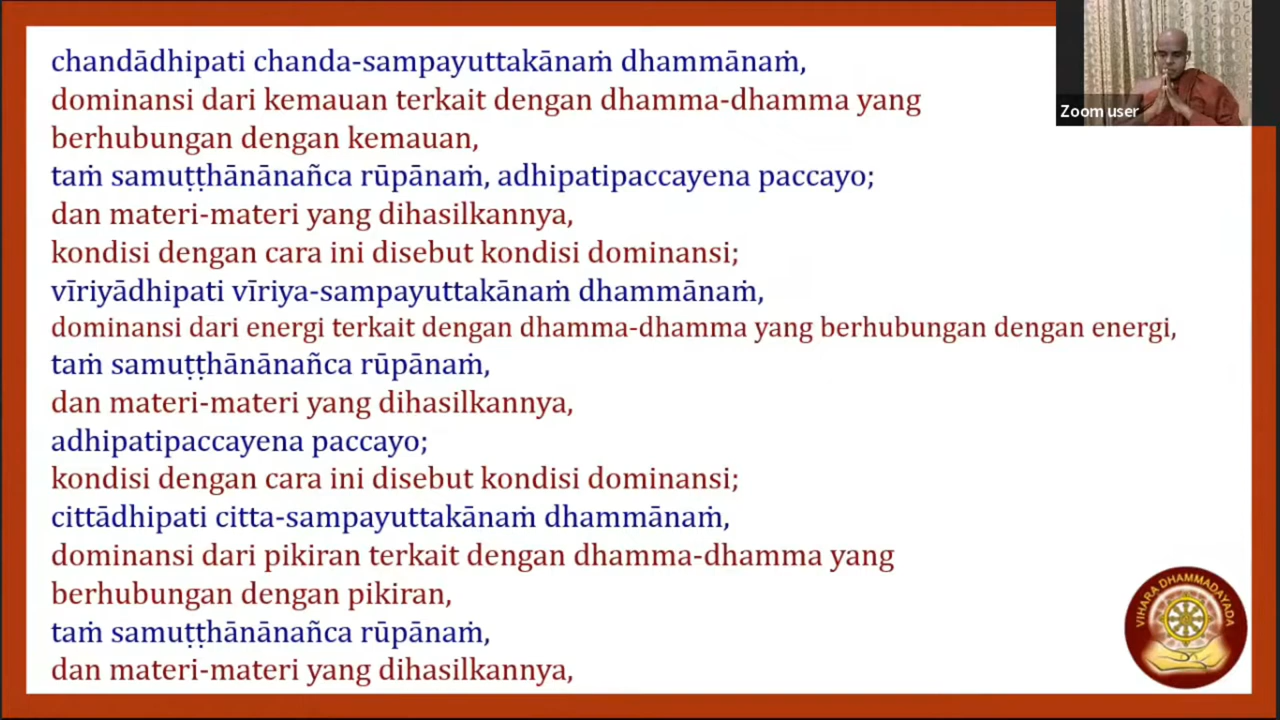 chandādhipati chanda-sampayuttakānaṁ dhammānaṁ,
dominansi dari kemauan terkait dengan dhamma-dhamma yang
berhubungan dengan kemauan,
taṁ samuṭṭhānānañca rūpānaṁ, adhipatipaccayena paccayo;
dan materi-materi yang dihasilkannya,
kondisi dengan cara ini disebut kondisi dominansi;
vīriyādhipati vīriya-sampayuttakānaṁ dhammānaṁ,
dominansi dari energi terkait dengan dhamma-dhamma yang berhubungan dengan energi,
taṁ samuṭṭhānānañca rūpānaṁ,
dan materi-materi yang dihasilkannya,
adhipatipaccayena paccayo;
kondisi dengan cara ini disebut kondisi dominansi;
cittādhipati citta-sampayuttakānaṁ dhammānaṁ,
dominansi dari pikiran terkait dengan dhamma-dhamma yang
berhubungan dengan pikiran,
taṁ samuṭṭhānānañca rūpānaṁ,
dan materi-materi yang dihasilkannya,
Zoom user
VIHARA DHAMMADAYADA